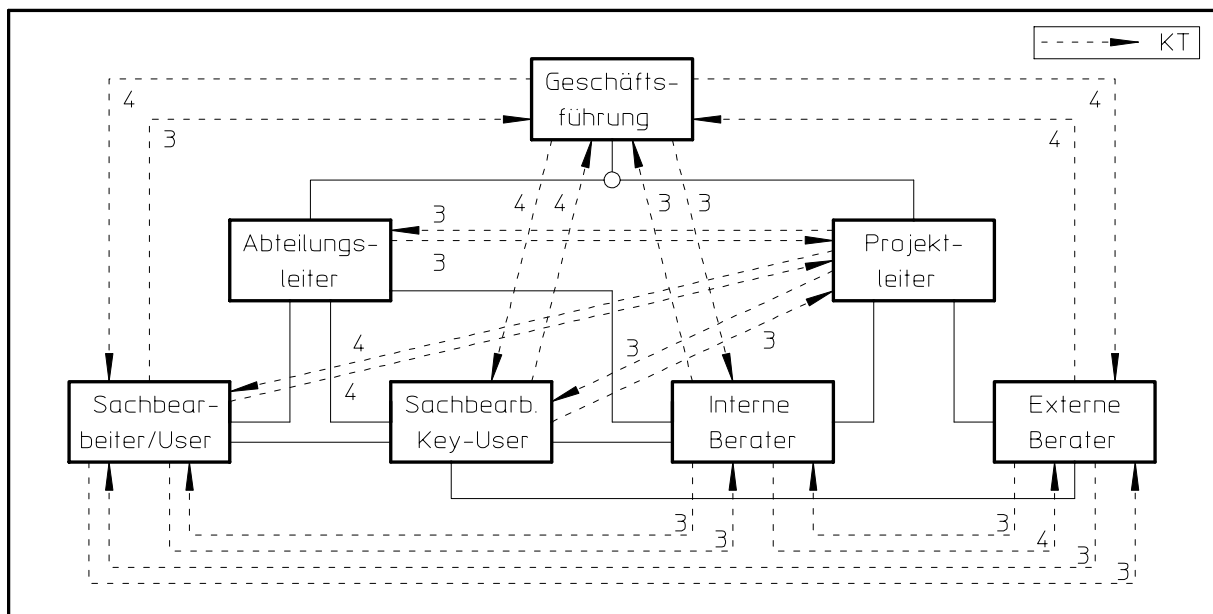 KT
Geschäfts-
führung
4
3
4
4
4
4
3
3
Abteilungs-
leiter
3
3
Projekt-
leiter
4
4
3
3
Sachbear-
beiter/User
Sachbearb.
Key-User
Interne
Berater
Externe
Berater
3
3
3
4
3
3